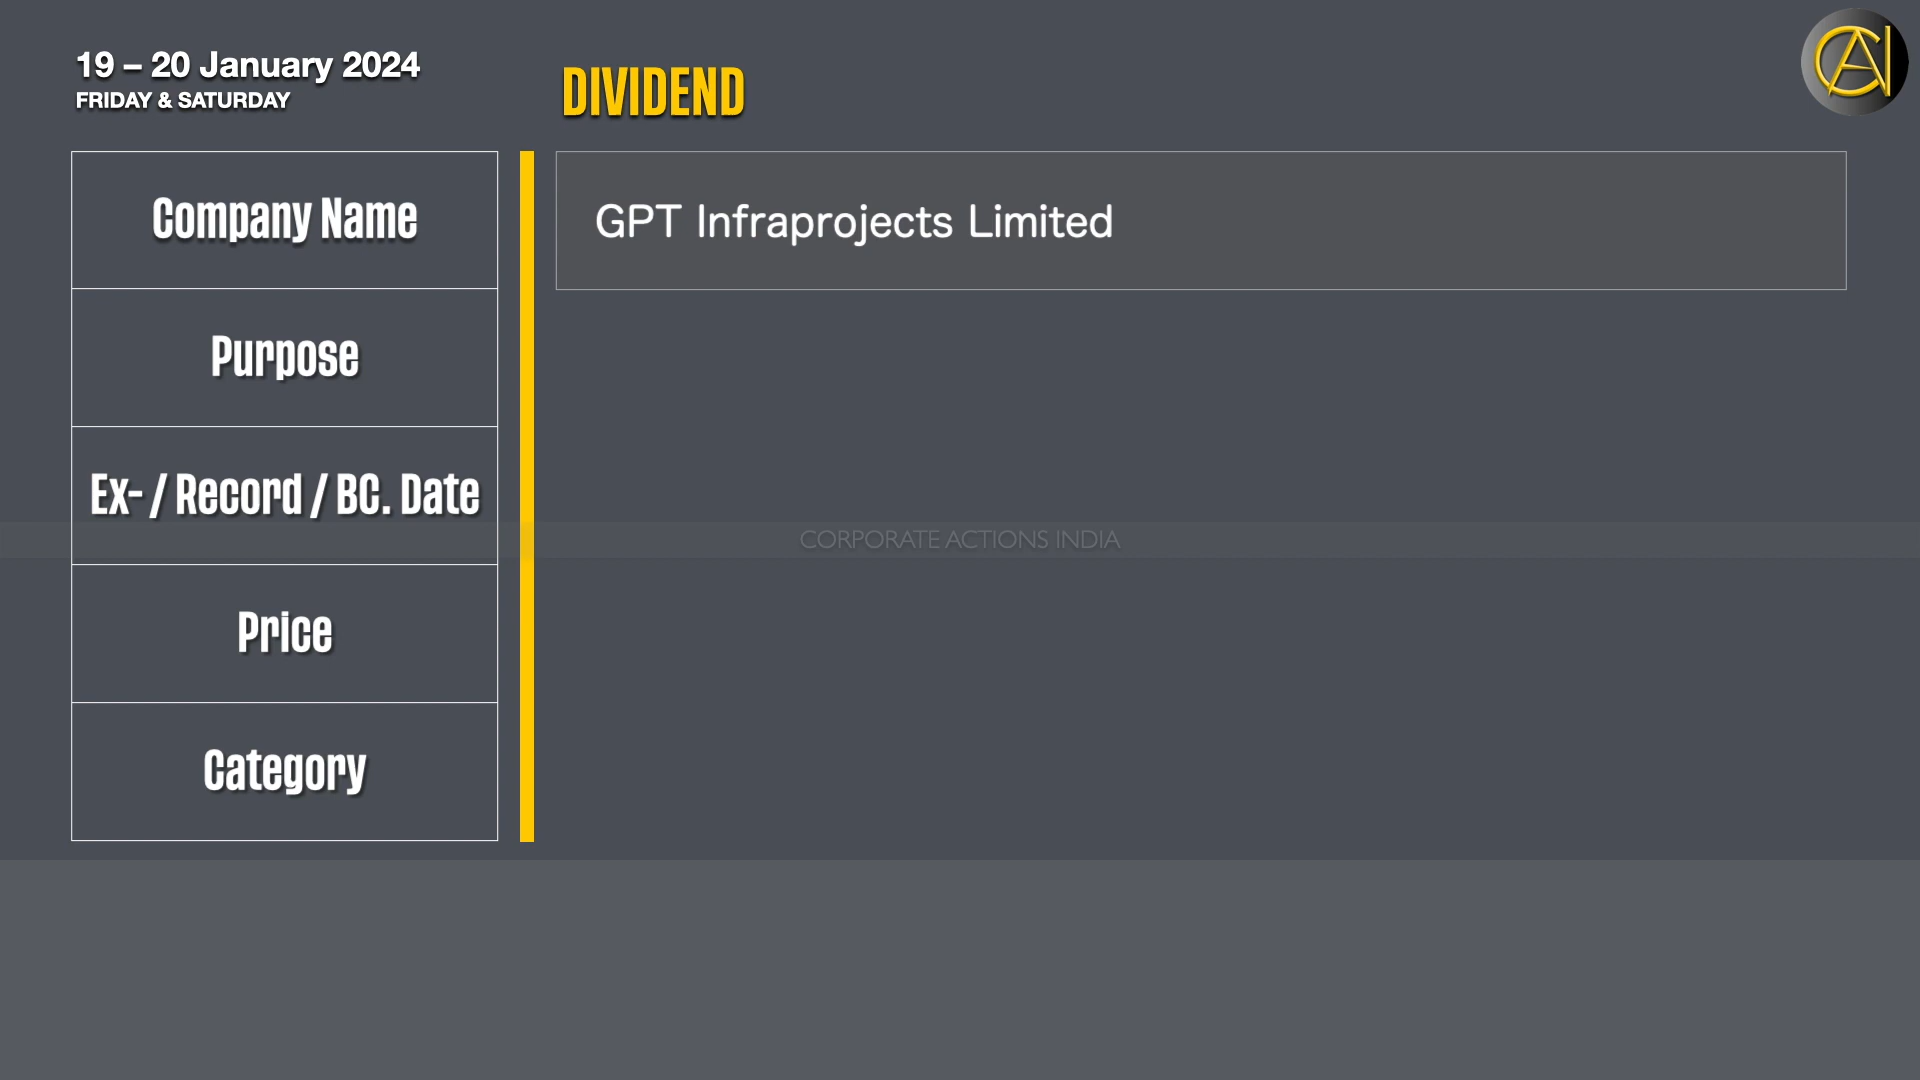 19 – 20 January 2024
FRIDAY & SATURDAY
DIVIDEND
CAI
Company Name
GPT Infraprojects Limited
Purpose
Ex- / Record / BC. Date
CORPORATE ACTIONS INDIA
Price
Category